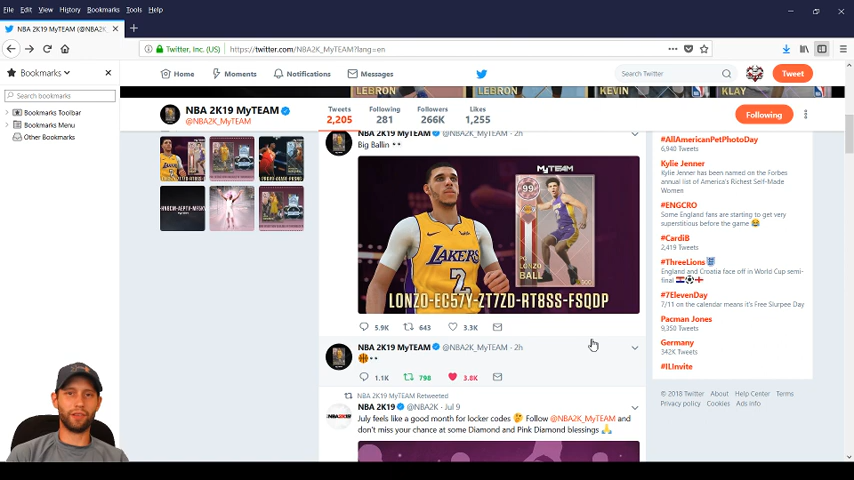 File Edit View History Bookmarks Tools Help
NBA 2K19 MyTEAM (@NBA2K_
Twitter, Inc. (US) https://twitter.com/NBA2K_MyTEAM?lang=en
Bookmarks
Search bookmarks
Bookmarks Toolbar
Bookmarks Menu
Other Bookmarks
Home Moments Notifications Messages
Search Twitter
Tweet
LEBRON LEBRON KEVIN KLAY
NBA 2K19 MyTEAM
@NBA2K_MyTEAM
Tweets 2,205
Following 281
Followers 266K
Likes 1,255
Following
NBA 2K19 MyTEAM @NBA2K_MyTEAM - 2h
Big Ballin 👀
MyTEAM
99
PG
LONZO
BALL
LAKERS
2
LONZO-EC57Y-ZT7ZD-RT8SS-FSQDP
5.9K 643 3.3K
NBA 2K19 MyTEAM @NBA2K_MyTEAM - 2h
🏀👀
1.1K 798 3.8K
NBA 2K19 MyTEAM Retweeted
NBA 2K19 @NBA2K - Jul 9
July feels like a good month for locker codes 🤔 Follow @NBA2K_MyTEAM and
don't miss your chance at some Diamond and Pink Diamond blessings 🙏
#AllAmericanPetPhotoDay
6,940 Tweets
Kylie Jenner
Kylie Jenner has been named on the Forbes
annual list of America's Richest Self-Made
Women
#ENGCRO
Some England fans are starting to get very
superstitious before the game 😂
#CardiB
2,419 Tweets
#ThreeLions
England and Croatia face off in World Cup semi-
final 🇭🇷⚽🏴󠁧󠁢󠁥󠁮󠁧󠁿
#7ElevenDay
7/11 on the calendar means it's Free Slurpee Day
Pacman Jones
9,350 Tweets
Germany
342K Tweets
#ILInvite
© 2018 Twitter About Help Center Terms
Privacy policy Cookies Ads info